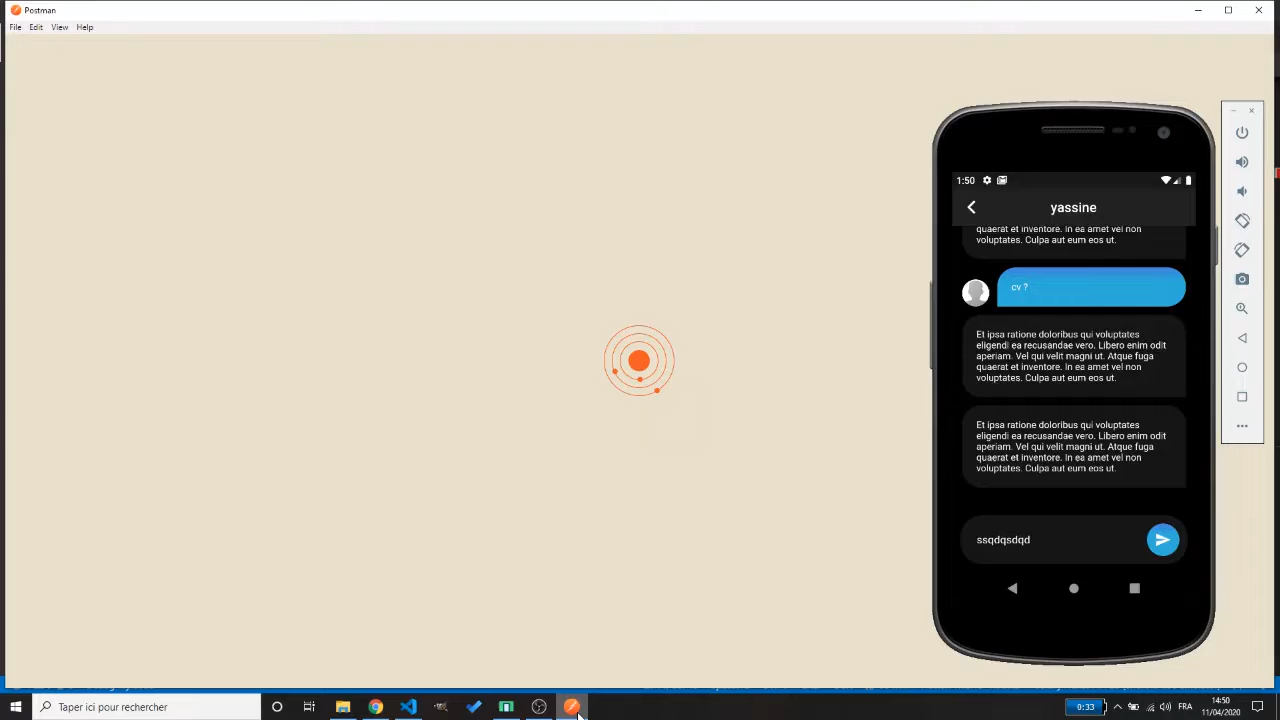 Postman
File Edit View Help
1:50
yassine
quaerat et inventore. In ea amet vel non
voluptates. Culpa aut eum eos ut.
cv ?
Et ipsa ratione doloribus qui voluptates
eligendi ea recusandae vero. Libero enim odit
aperiam. Vel qui velit magni ut. Atque fuga
quaerat et inventore. In ea amet vel non
voluptates. Culpa aut eum eos ut.
Et ipsa ratione doloribus qui voluptates
eligendi ea recusandae vero. Libero enim odit
aperiam. Vel qui velit magni ut. Atque fuga
quaerat et inventore. In ea amet vel non
voluptates. Culpa aut eum eos ut.
ssqdqsdqd
Taper ici pour rechercher
0:33
FRA
14:50
11/04/2020